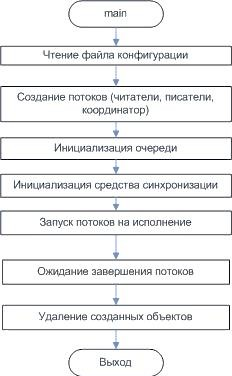 main
Чтение файла конфигурации
Создание потоков (читатели, писатели,
координатор)
Инициализация очереди
Инициализация средства синхронизации
Запуск потоков на исполнение
Ожидание завершения потоков
Удаление созданных объектов
Выход